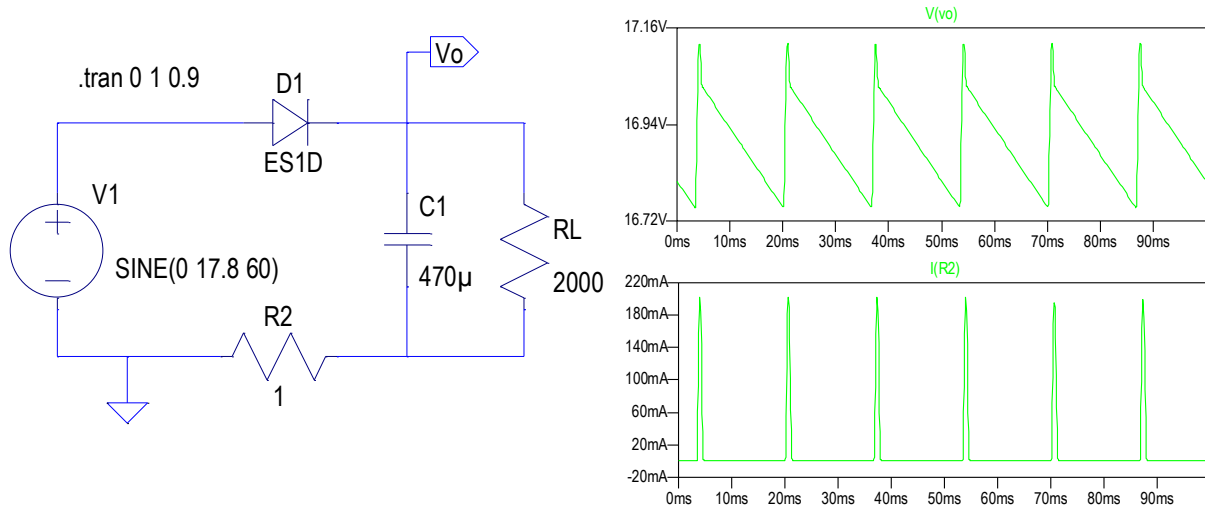 .tran 0 1 0.9
Vo
D1
ES1D
V1
+
C1
RL
SINE(0 17.8 60)
470µ
2000
R2
1
V(vo)
17.16V
16.94V
16.72V
0ms 10ms 20ms 30ms 40ms 50ms 60ms 70ms 80ms 90ms
I(R2)
220mA
180mA
140mA
100mA
60mA
20mA
-20mA
0ms 10ms 20ms 30ms 40ms 50ms 60ms 70ms 80ms 90ms